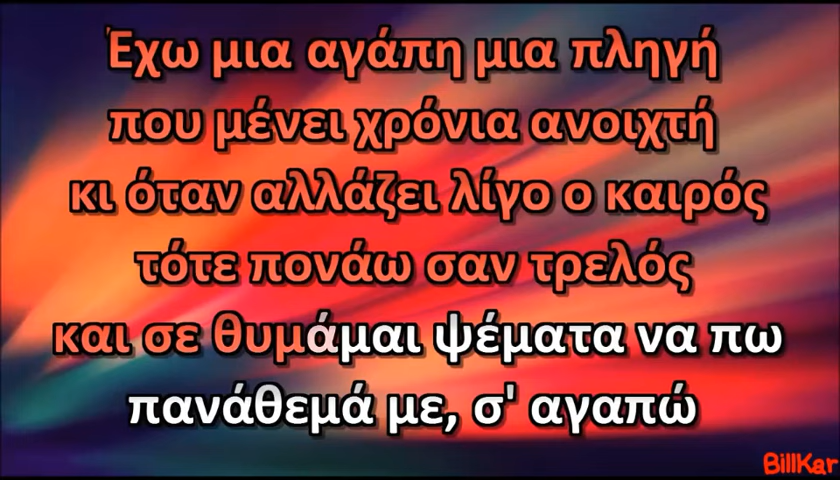 Έχω μια αγάπη μια πληγή
που μένει χρόνια ανοιχτή
κι όταν αλλάζει λίγο ο καιρός
τότε πονάω σαν τρελός
και σε θυμάμαι ψέματα να πω
πανάθεμά με, σ' αγαπώ
BillKar